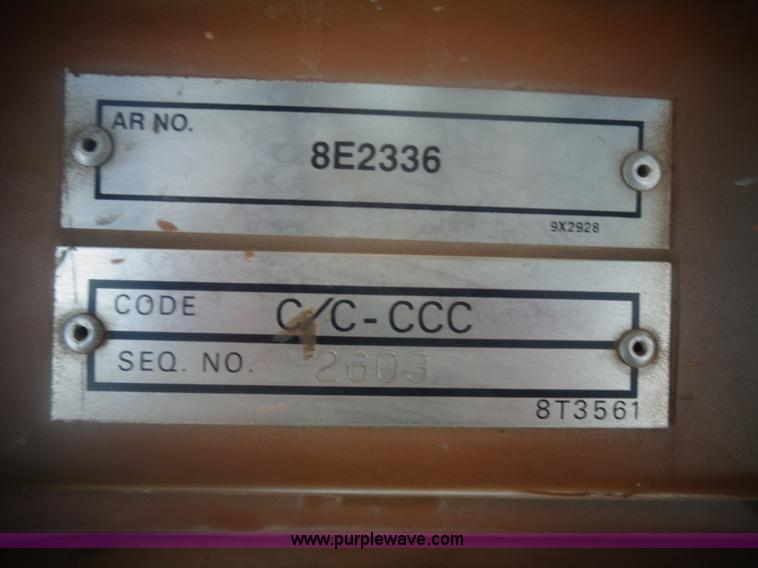 AR NO.
8E2336
9X2928
CODE C/C-CCC
SEQ. NO. 2603
8T3561
www.purplewave.com